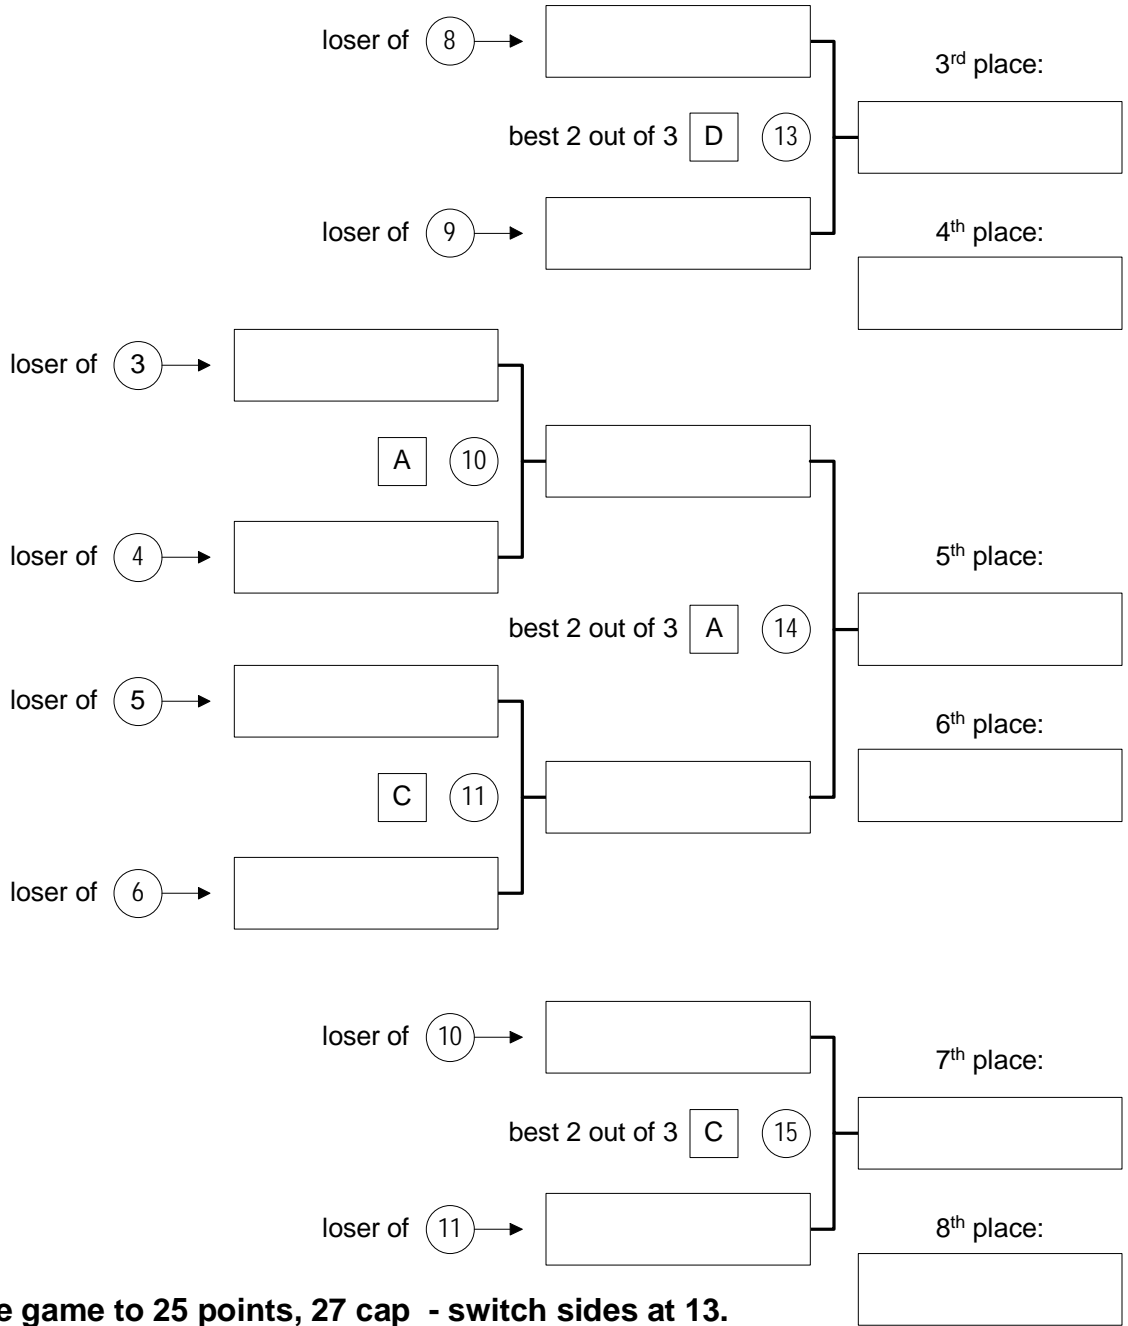 loser of 8
3rd place:
best 2 out of 3 D 13
loser of 9
4th place:
loser of 3
A 10
loser of 4
5th place:
best 2 out of 3 A 14
loser of 5
6th place:
C 11
loser of 6
loser of 10
7th place:
best 2 out of 3 C 15
loser of 11
8th place:
e game to 25 points, 27 cap - switch sides at 13.